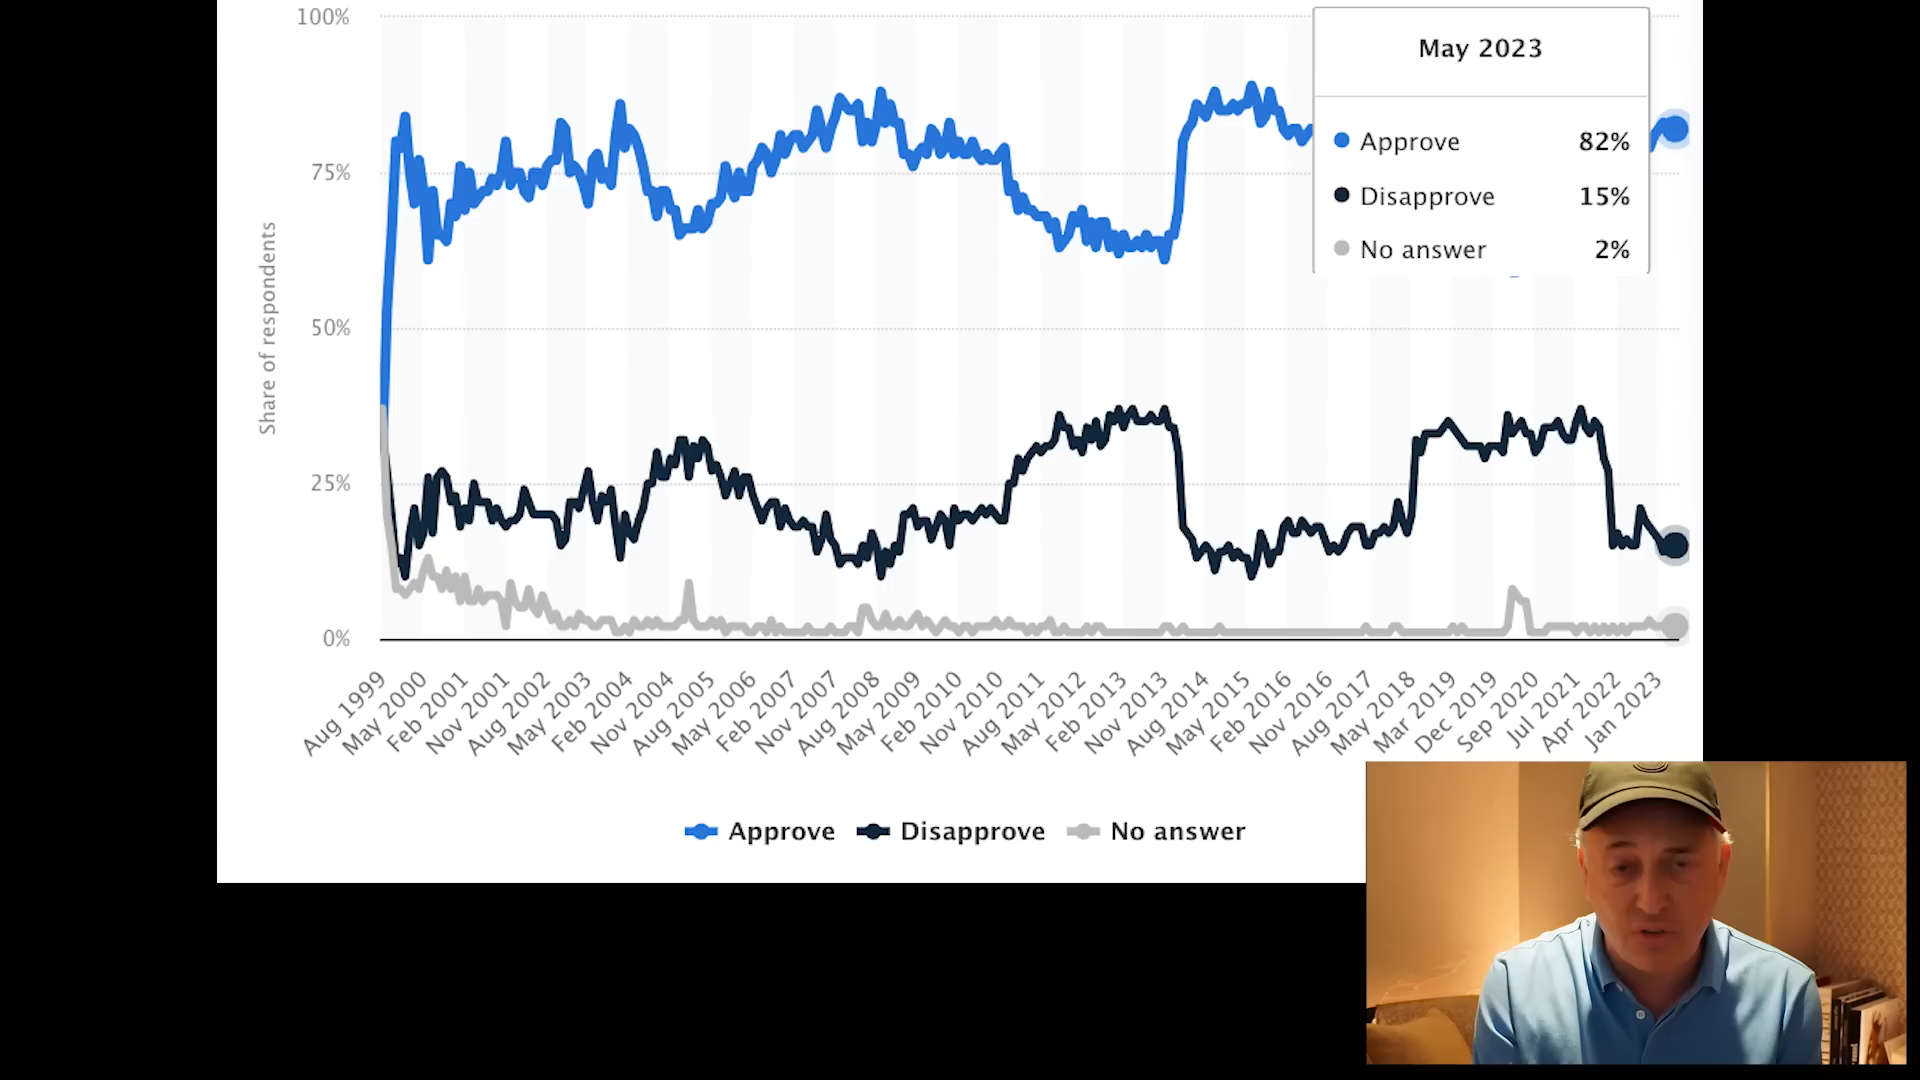 100%
May 2023
Approve 82%
75%
Disapprove 15%
No answer 2%
Share of respondents
50%
25%
0%
Aug 1999
May 2000
Feb 2001
Nov 2001
Aug 2002
May 2003
Feb 2004
Nov 2004
Aug 2005
May 2006
Feb 2007
Nov 2007
Aug 2008
May 2009
Feb 2010
Nov 2010
Aug 2011
May 2012
Feb 2013
Nov 2013
Aug 2014
May 2015
Feb 2016
Nov 2016
Aug 2017
May 2018
Mar 2019
Dec 2019
Sep 2020
Jul 2021
Apr 2022
Jan 2023
Approve Disapprove No answer